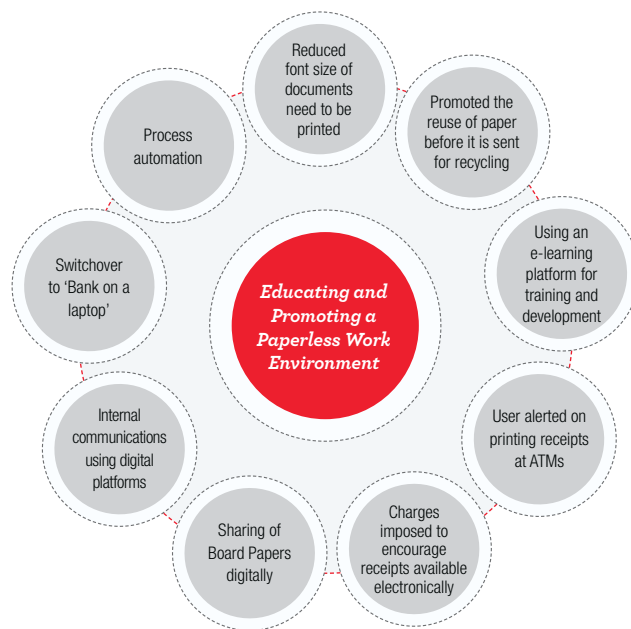 Reduced
font size of
documents
need to be
printed
Promoted the
reuse of paper
before it is sent
for recycling
Using an
e-learning
platform for
training and
development
User alerted on
printing receipts
at ATMs
Charges
imposed to
encourage
receipts available
electronically
Sharing of
Board Papers
digitally
Internal
communications
using digital
platforms
Switchover
to ‘Bank on a
laptop’
Process
automation
Educating and
Promoting a
Paperless Work
Environment